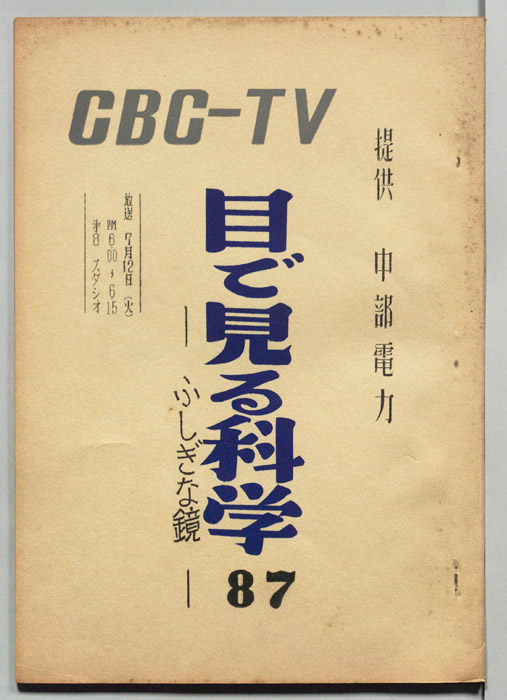 CBC-TV
提供 中部電力
目で見る科学
87
―ふしぎな鏡―
放送 7月12日(火)
PM 6:00〜6:15
第8 スタジオ